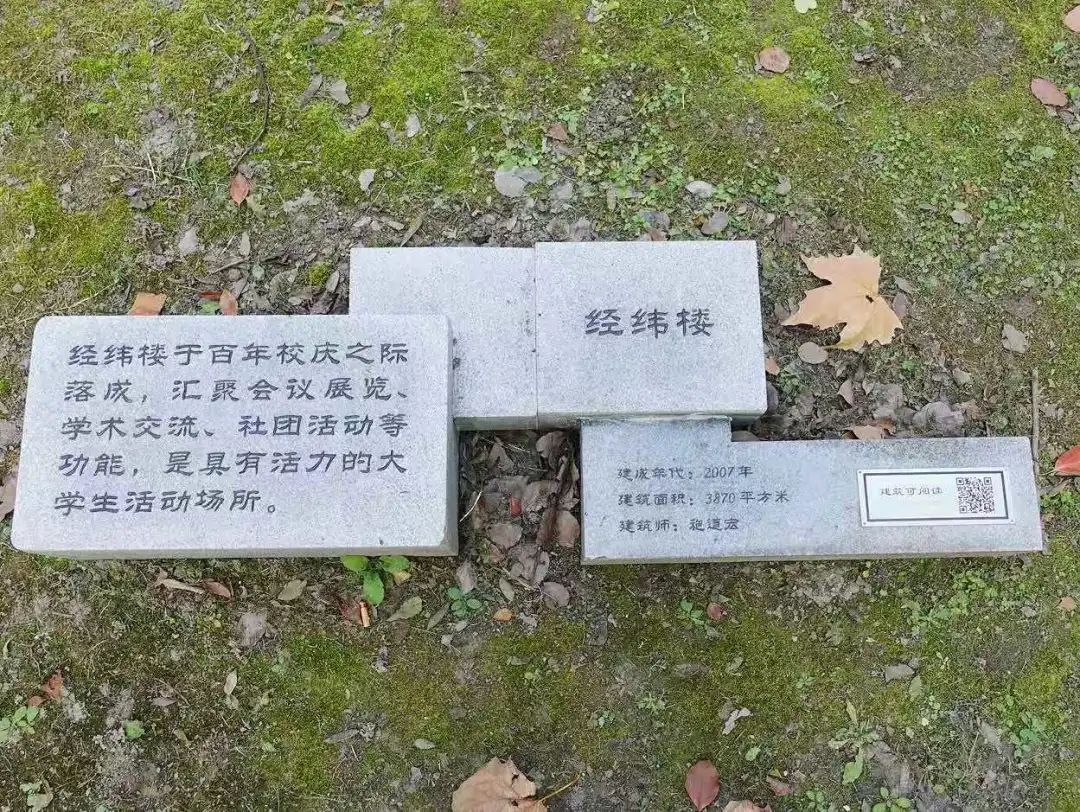 经纬楼
经纬楼于百年校庆之际
落成，汇聚会议展览、
学术交流、社团活动等
功能，是具有活力的大
学生活动场所。
建成年代：2007年
建筑面积：3870平方米
建筑师：施道宏
建筑可阅读